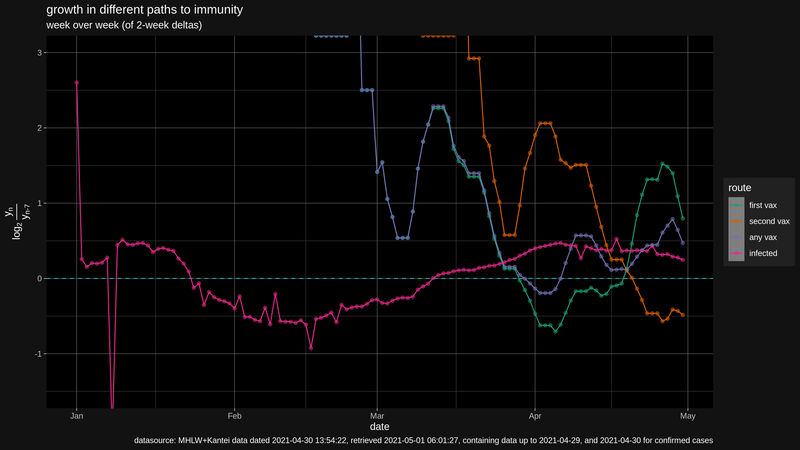 growth in different paths to immunity
week over week (of 2-week deltas)
3
2
1
0
-1
log₂ yₙ / yₙ₋₇
Jan
Feb
Mar
Apr
May
date
route
first vax
second vax
any vax
infected
datasource: MHLW+Kantei data dated 2021-04-30 13:54:22, retrieved 2021-05-01 06:01:27, containing data up to 2021-04-29, and 2021-04-30 for confirmed cases